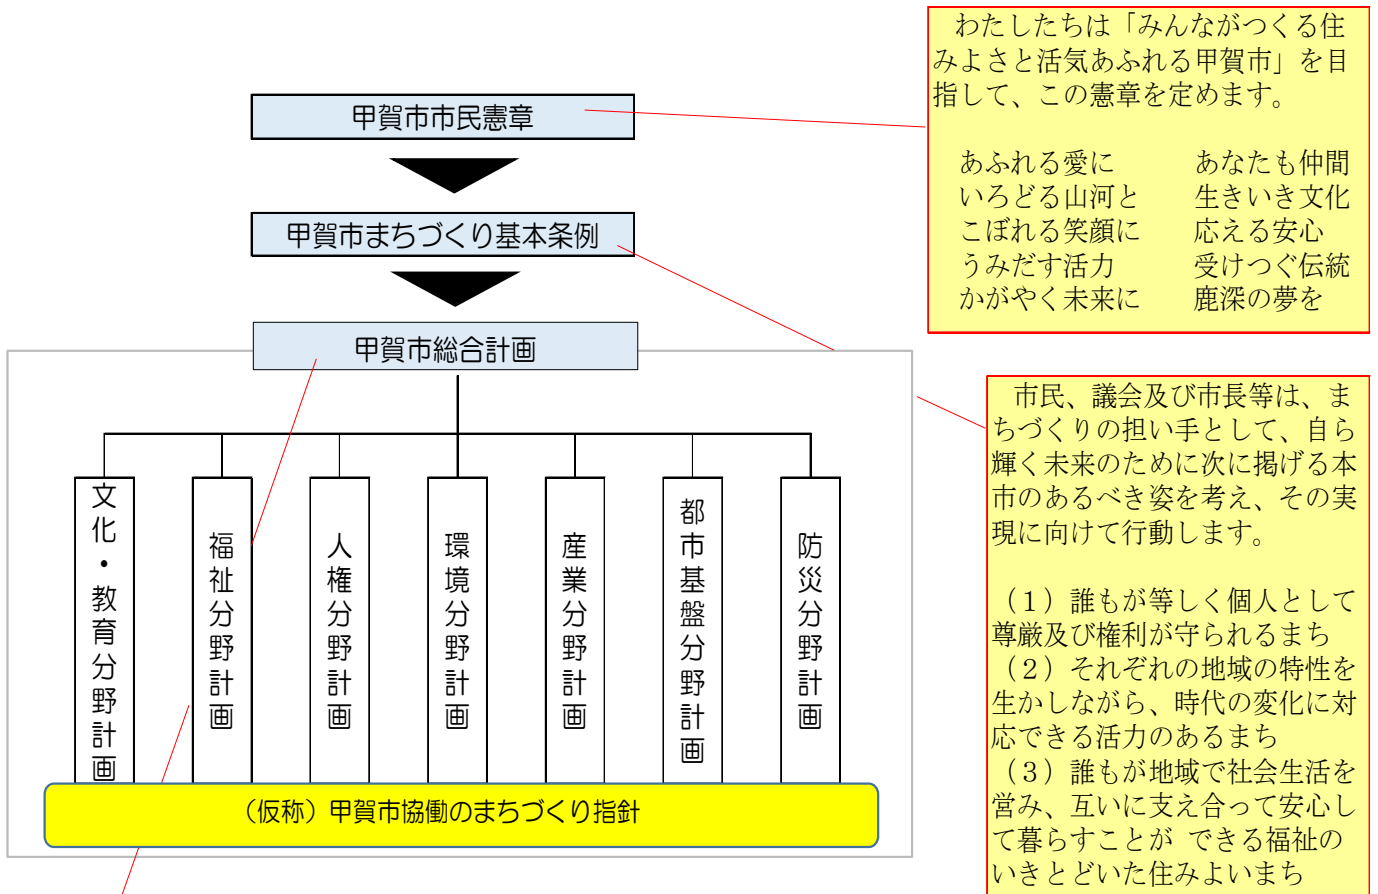 甲賀市市民憲章
甲賀市まちづくり基本条例
甲賀市総合計画
文化・教育分野計画
福祉分野計画
人権分野計画
環境分野計画
産業分野計画
都市基盤分野計画
防災分野計画
（仮称）甲賀市協働のまちづくり指針
わたしたちは「みんながつくる住
みよさと活気あふれる甲賀市」を目
指して、この憲章を定めます。
あふれる愛に　あなたも仲間
いろどる山河と　生きいき文化
こぼれる笑顔に　応える安心
うみだす活力　受けつぐ伝統
かがやく未来に　鹿深の夢を
市民、議会及び市長等は、ま
ちづくりの担い手として、自ら
輝く未来のために次に掲げる本
市のあるべき姿を考え、その実
現に向けて行動します。
（１）誰もが等しく個人として
尊厳及び権利が守られるまち
（２）それぞれの地域の特性を
生かしながら、時代の変化に対
応できる活力のあるまち
（３）誰もが地域で社会生活を
営み、互いに支え合って安心し
て暮らすことが できる福祉の
いきとどいた住みよいまち